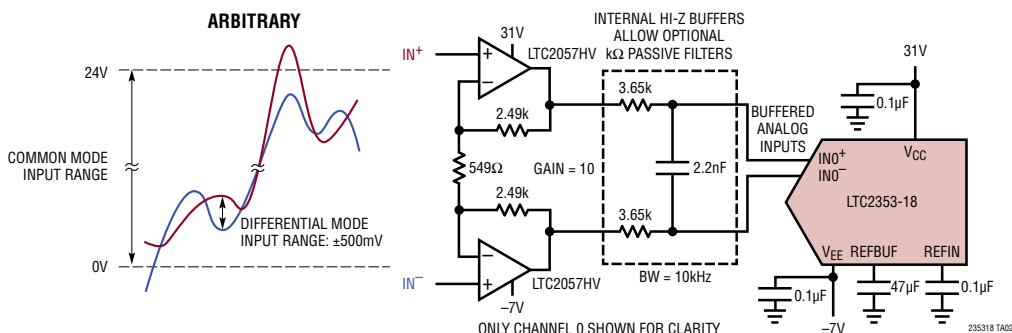 ARBITRARY
24V
COMMON MODE
INPUT RANGE
DIFFERENTIAL MODE
INPUT RANGE: ±500mV
0V
IN+
31V
LTC2057HV
+
–
2.49k
549Ω
GAIN = 10
2.49k
–
+
LTC2057HV
–7V
IN–
INTERNAL HI-Z BUFFERS
ALLOW OPTIONAL
kΩ PASSIVE FILTERS
3.65k
2.2nF
3.65k
BW = 10kHz
BUFFERED
ANALOG
INPUTS
31V
0.1µF
VCC
IN0+
IN0–
LTC2353-18
VEE
REFBUF
REFIN
0.1µF
47µF
0.1µF
–7V
ONLY CHANNEL 0 SHOWN FOR CLARITY
235318 TA02